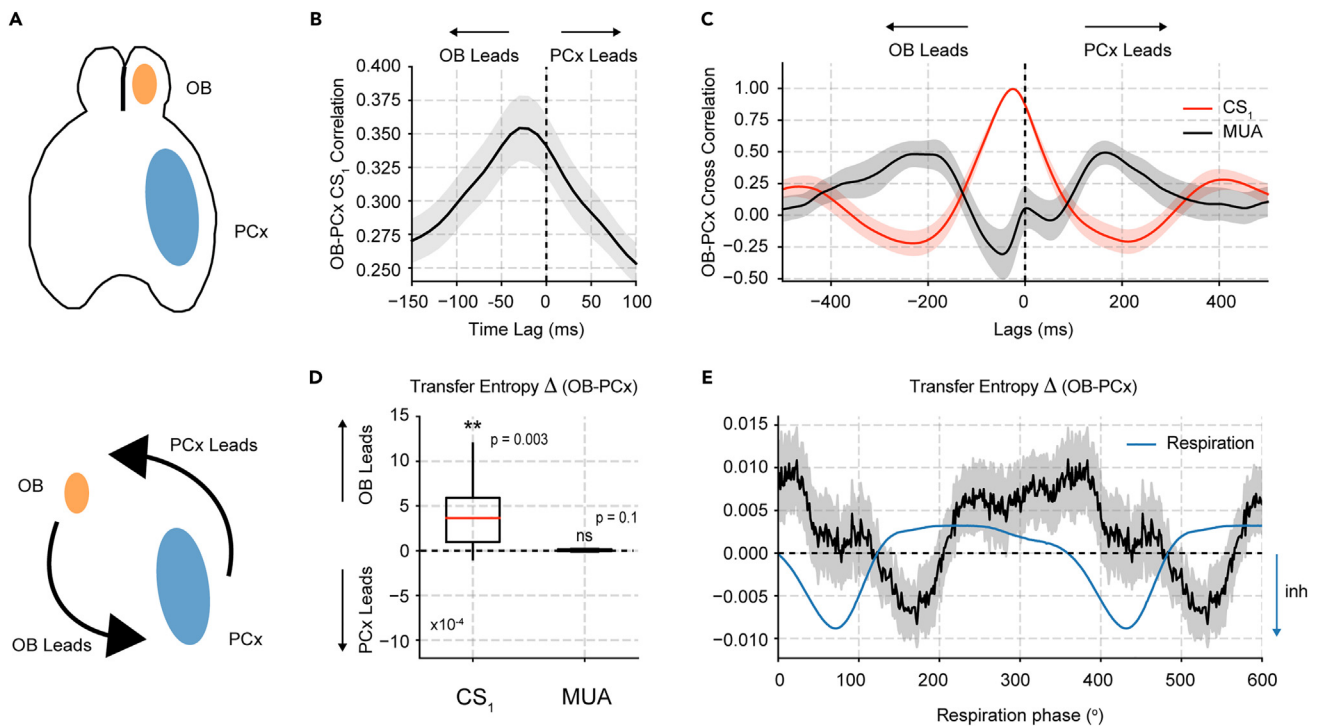 A
OB
PCx
OB
PCx Leads
OB Leads
PCx
B
OB Leads
PCx Leads
OB-PCx CS1 Correlation
0.400
0.375
0.350
0.325
0.300
0.275
0.250
−150
−100
−50
0
50
100
Time Lag (ms)
C
OB Leads
PCx Leads
OB-PCx Cross Correlation
1.00
0.75
0.50
0.25
0.00
−0.25
−0.50
CS1
MUA
−400
−200
0
200
400
Lags (ms)
D
Transfer Entropy Δ (OB-PCx)
OB Leads
PCx Leads
15
10
5
0
−5
−10
**
p = 0.003
p = 0.1
ns
x10-4
CS1
MUA
E
Transfer Entropy Δ (OB-PCx)
0.015
0.010
0.005
0.000
−0.005
−0.010
Respiration
inh
0
100
200
300
400
500
600
Respiration phase (o)